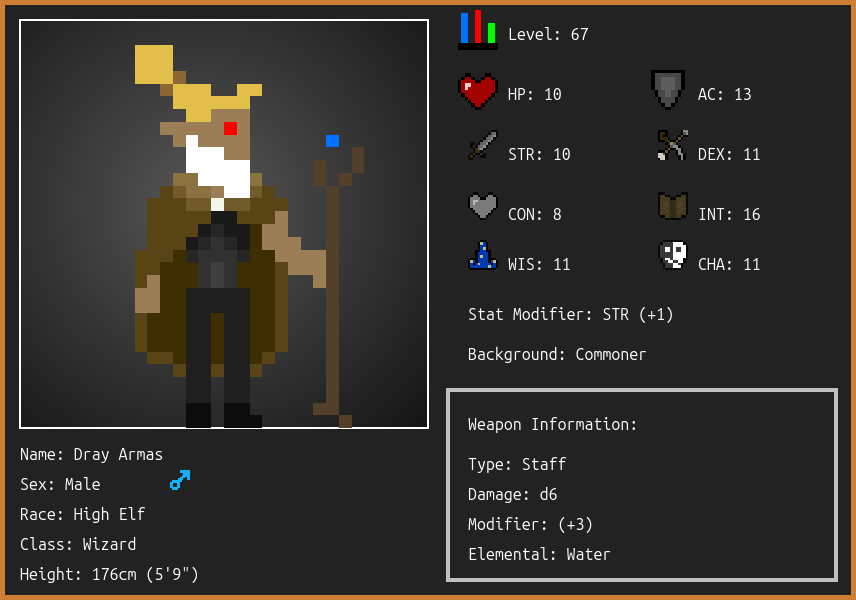 Level: 67
HP: 10
AC: 13
STR: 10
DEX: 11
CON: 8
INT: 16
WIS: 11
CHA: 11
Stat Modifier: STR (+1)
Background: Commoner
Weapon Information:
Type: Staff
Damage: d6
Modifier: (+3)
Elemental: Water
Name: Dray Armas
Sex: Male
Race: High Elf
Class: Wizard
Height: 176cm (5'9")